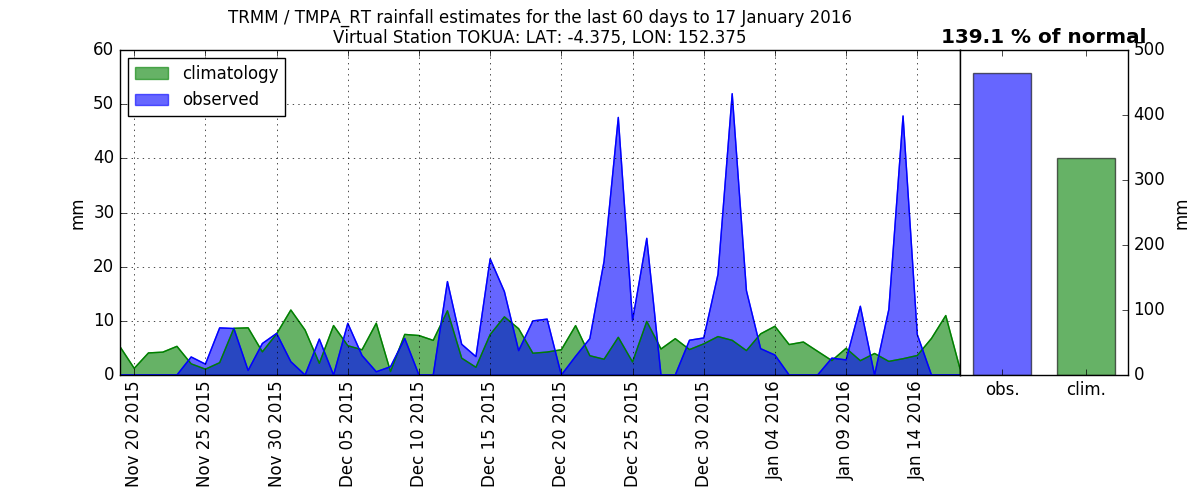 TRMM / TMPA_RT rainfall estimates for the last 60 days to 17 January 2016
Virtual Station TOKUA: LAT: -4.375, LON: 152.375
139.1 % of normal
climatology
observed
mm
60
50
40
30
20
10
0
500
400
300
200
100
0
mm
Nov 20 2015
Nov 25 2015
Nov 30 2015
Dec 05 2015
Dec 10 2015
Dec 15 2015
Dec 20 2015
Dec 25 2015
Dec 30 2015
Jan 04 2016
Jan 09 2016
Jan 14 2016
obs.
clim.